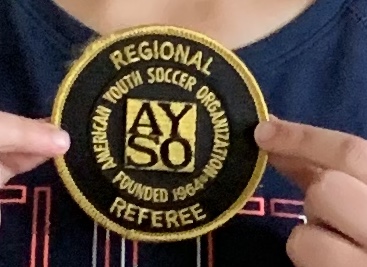 REGIONAL
AMERICAN YOUTH SOCCER ORGANIZATION
AY
SO
FOUNDED 1964
REFEREE